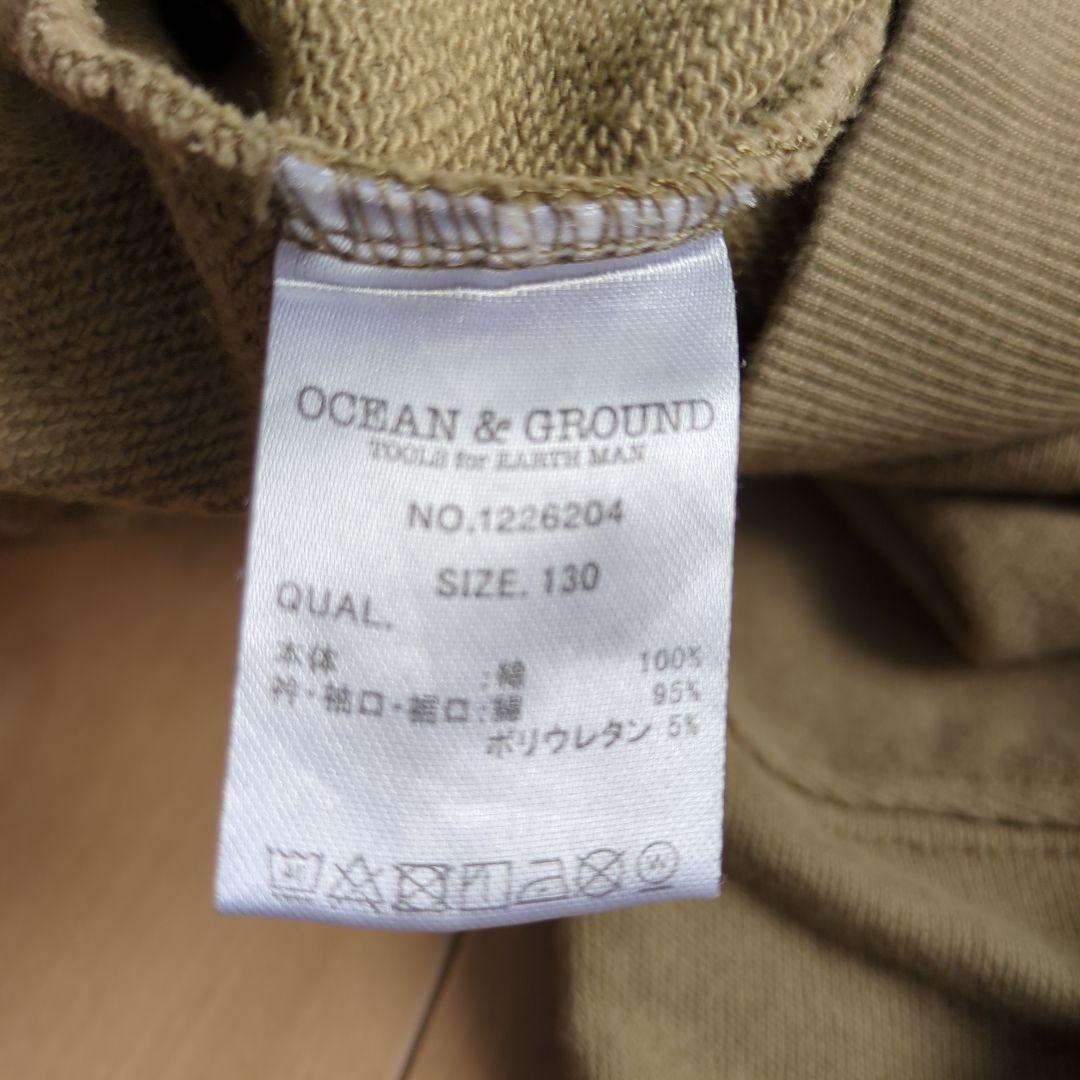 OCEAN & GROUND
TOOLS for EARTH MAN
NO.1226204
SIZE. 130
QUAL.
本体 :綿 100%
衿・袖口・裾口:綿 95%
ポリウレタン 5%
W